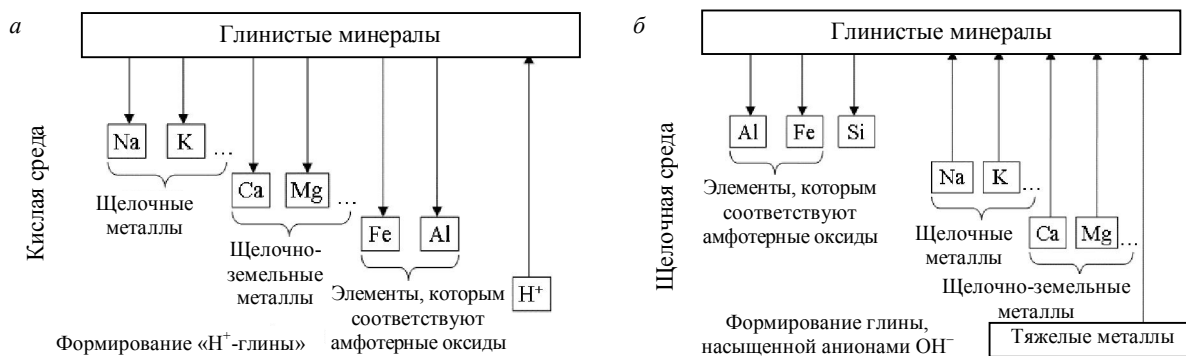 а
Глинистые минералы
Кислая среда
Na
K
...
Щелочные
металлы
Ca
Mg
...
Щелочно-
земельные
металлы
Fe
Al
Элементы, которым
соответствуют
амфотерные оксиды
H⁺
Формирование «H⁺-глины»
б
Глинистые минералы
Щелочная среда
Al
Fe
Si
Элементы, которым
соответствуют
амфотерные оксиды
Na
K
...
Щелочные
металлы
Ca
Mg
...
Щелочно-земельные
металлы
Тяжелые металлы
Формирование глины,
насыщенной анионами OH⁻